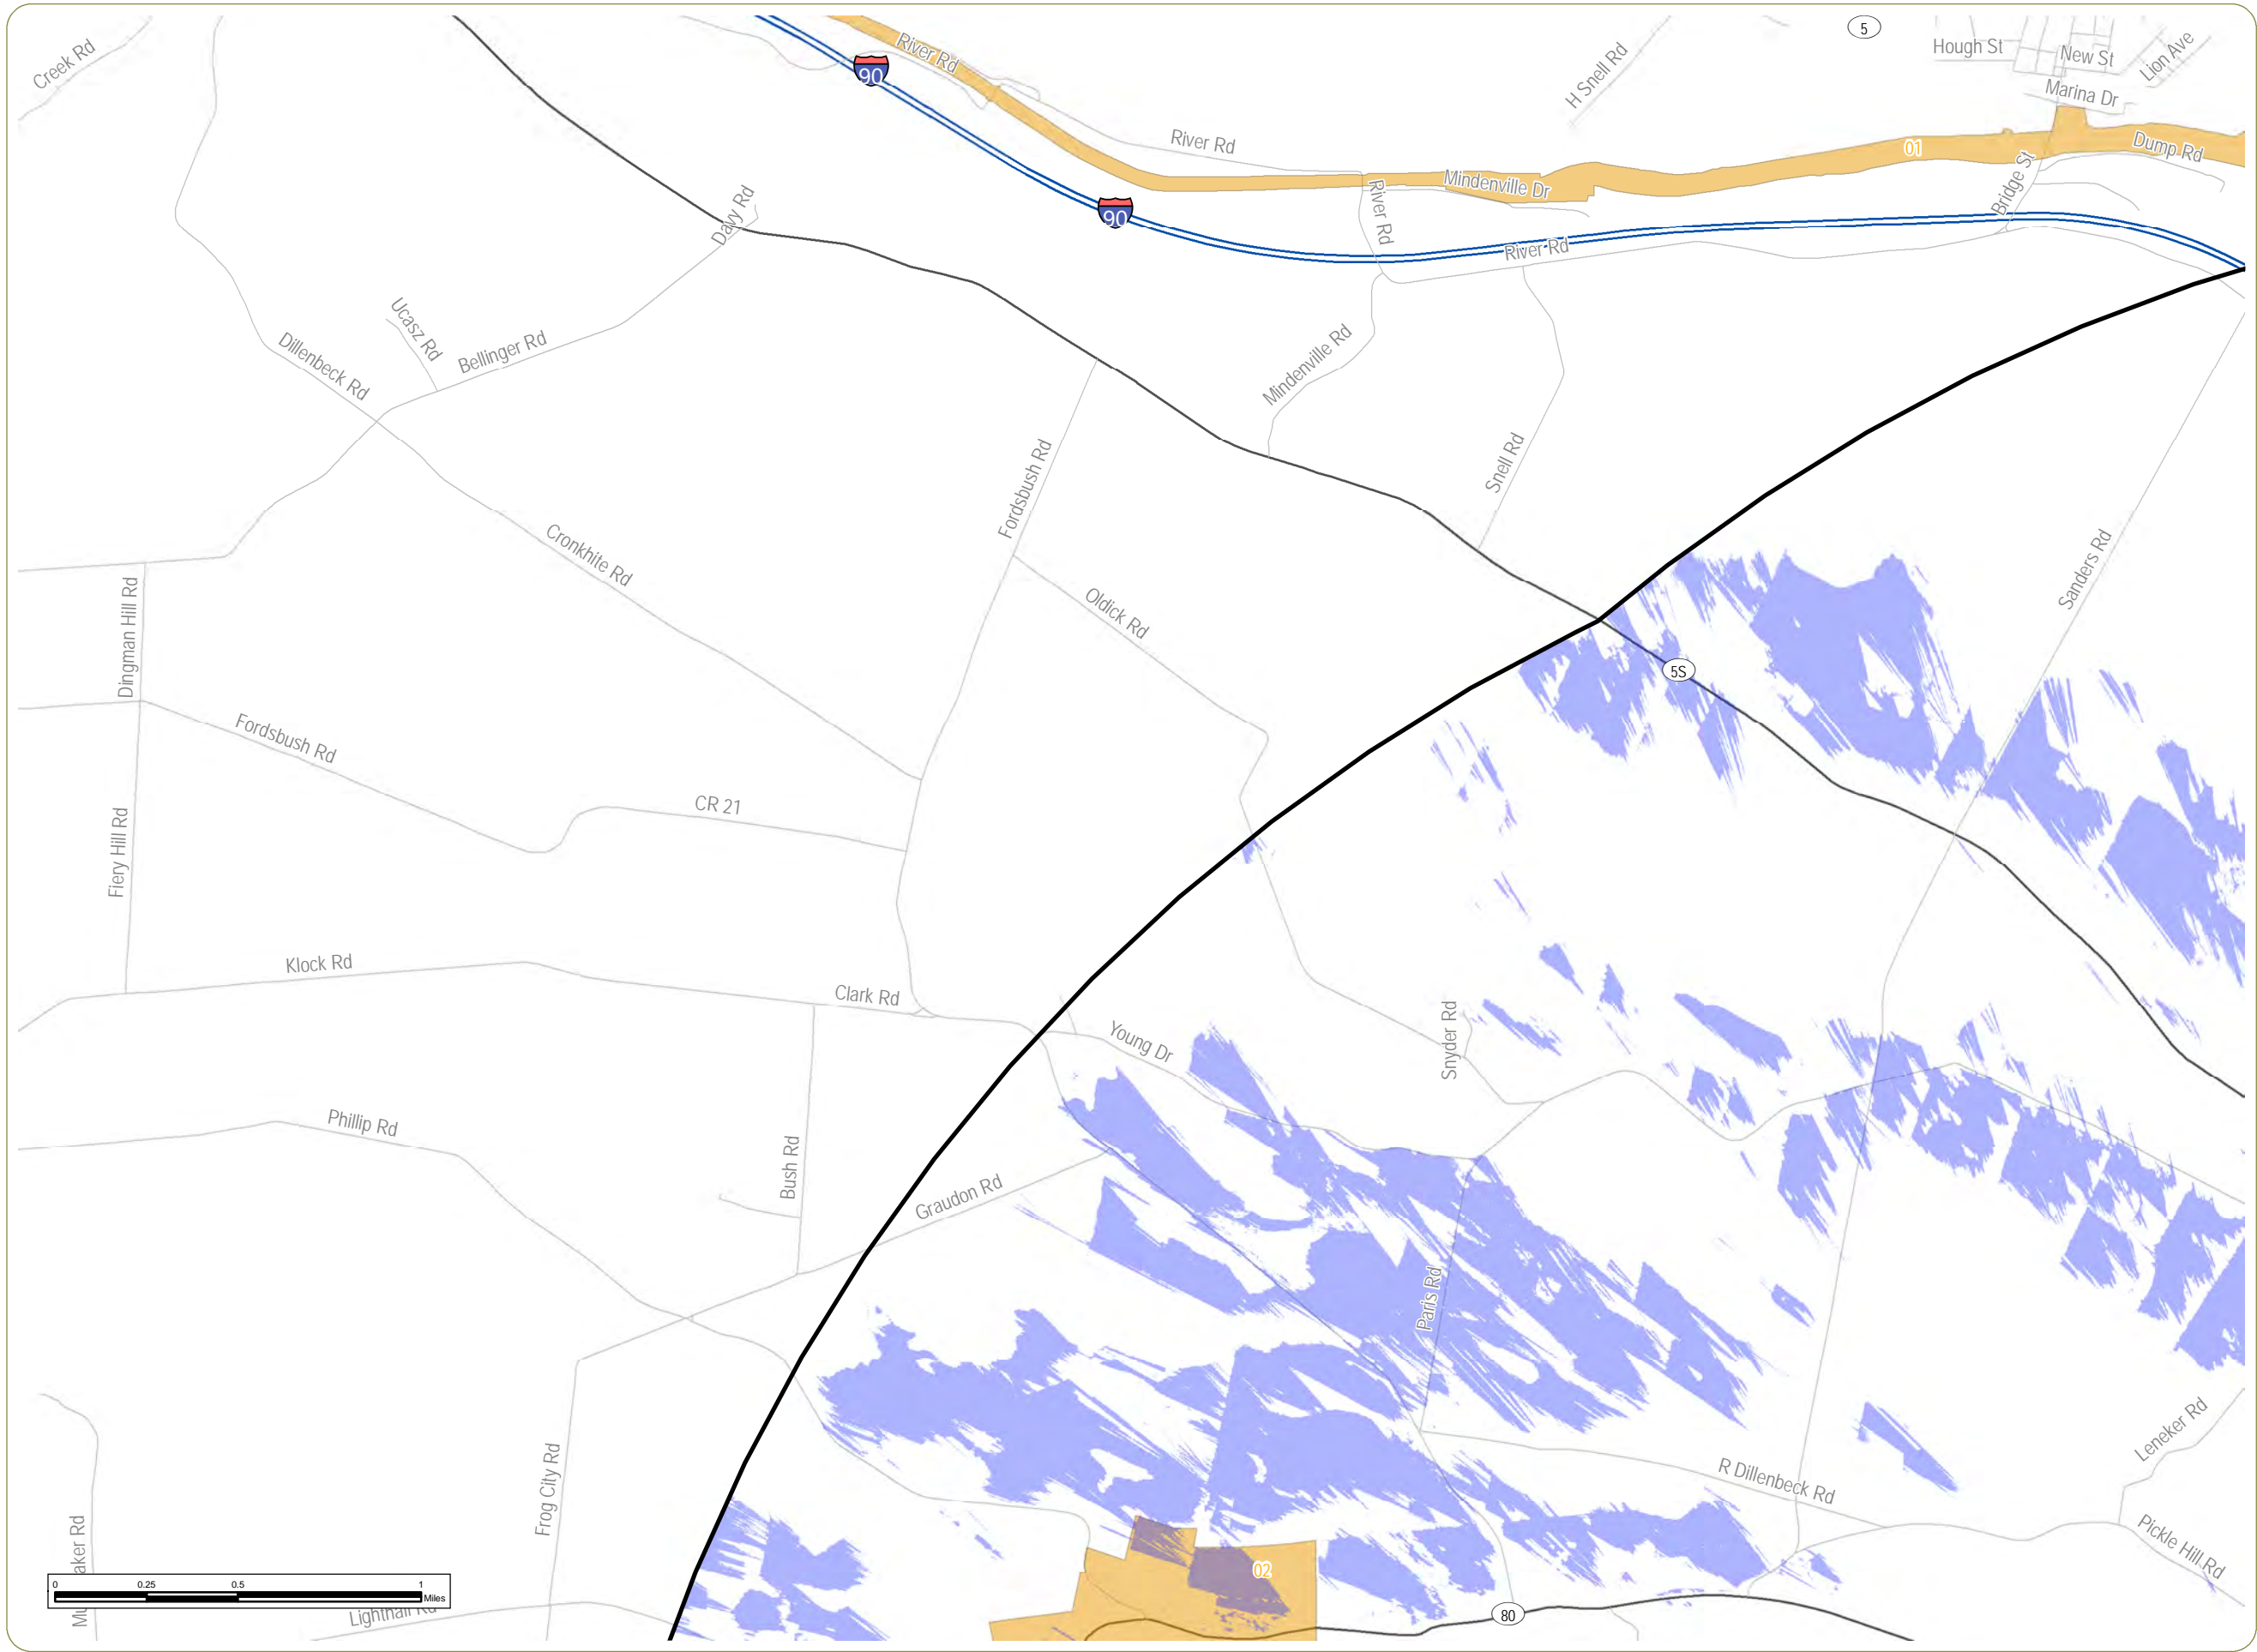 5
Hough St
New St
Lion Ave
Creek Rd
River Rd
90
H Snell Rd
Marina Dr
River Rd
01
Dump Rd
Mindenville Dr
River Rd
Bridge St
90
Davy Rd
River Rd
Ucasz Rd
Bellinger Rd
Dillenbeck Rd
Mindenville Rd
Fordsbush Rd
Snell Rd
Cronkhite Rd
Sanders Rd
Dingman Hill Rd
Oldick Rd
5S
Fordsbush Rd
CR 21
Fiery Hill Rd
Klock Rd
Clark Rd
Young Dr
Snyder Rd
Phillip Rd
Bush Rd
Graudon Rd
Paris Rd
Leneker Rd
R Dillenbeck Rd
Frog City Rd
Pickle Hill Rd
02
aker Rd
0 0.25 0.5 1
Miles
Lighthall Rd
80